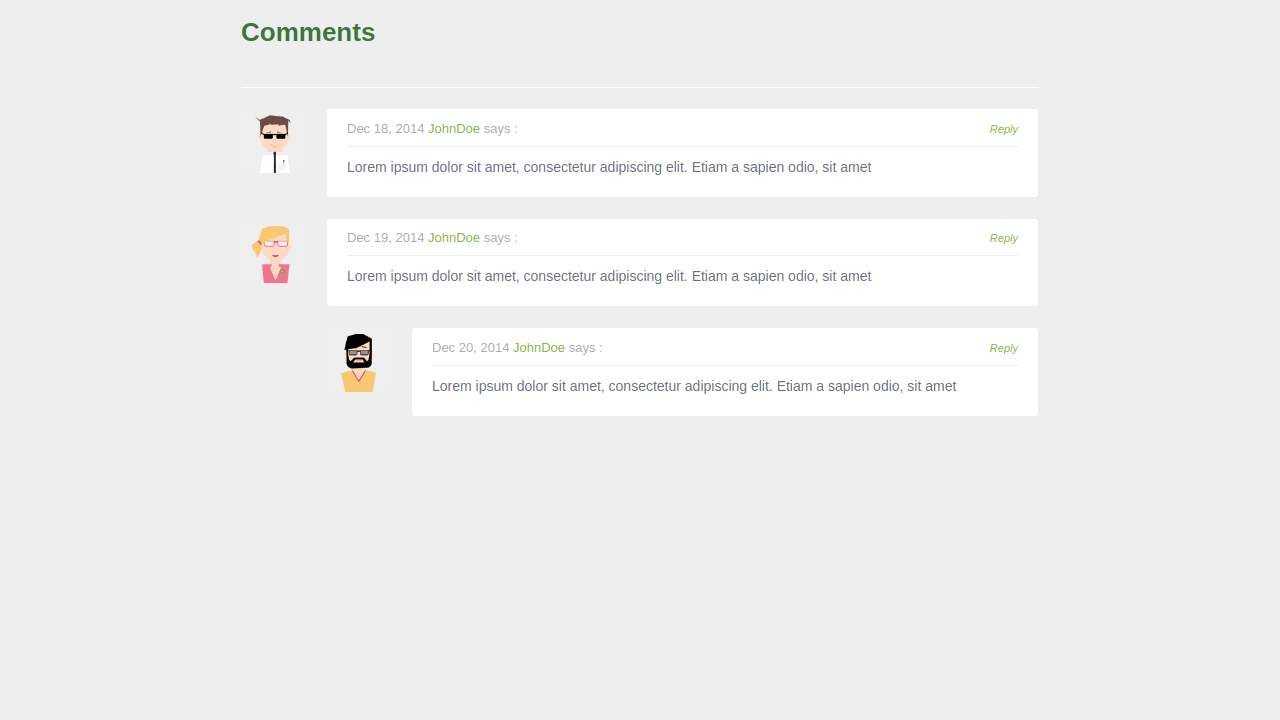 Comments
Dec 18, 2014 JohnDoe says : Reply
Lorem ipsum dolor sit amet, consectetur adipiscing elit. Etiam a sapien odio, sit amet
Dec 19, 2014 JohnDoe says : Reply
Lorem ipsum dolor sit amet, consectetur adipiscing elit. Etiam a sapien odio, sit amet
Dec 20, 2014 JohnDoe says : Reply
Lorem ipsum dolor sit amet, consectetur adipiscing elit. Etiam a sapien odio, sit amet